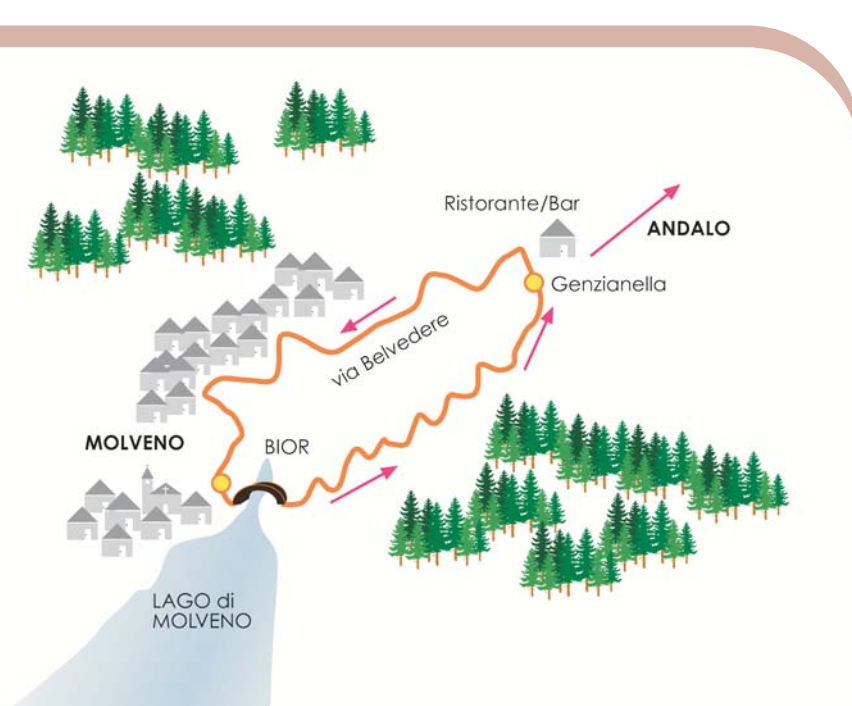 Ristorante/Bar
ANDALO
Genzianella
via Belvedere
MOLVENO
BIOR
LAGO di
MOLVENO